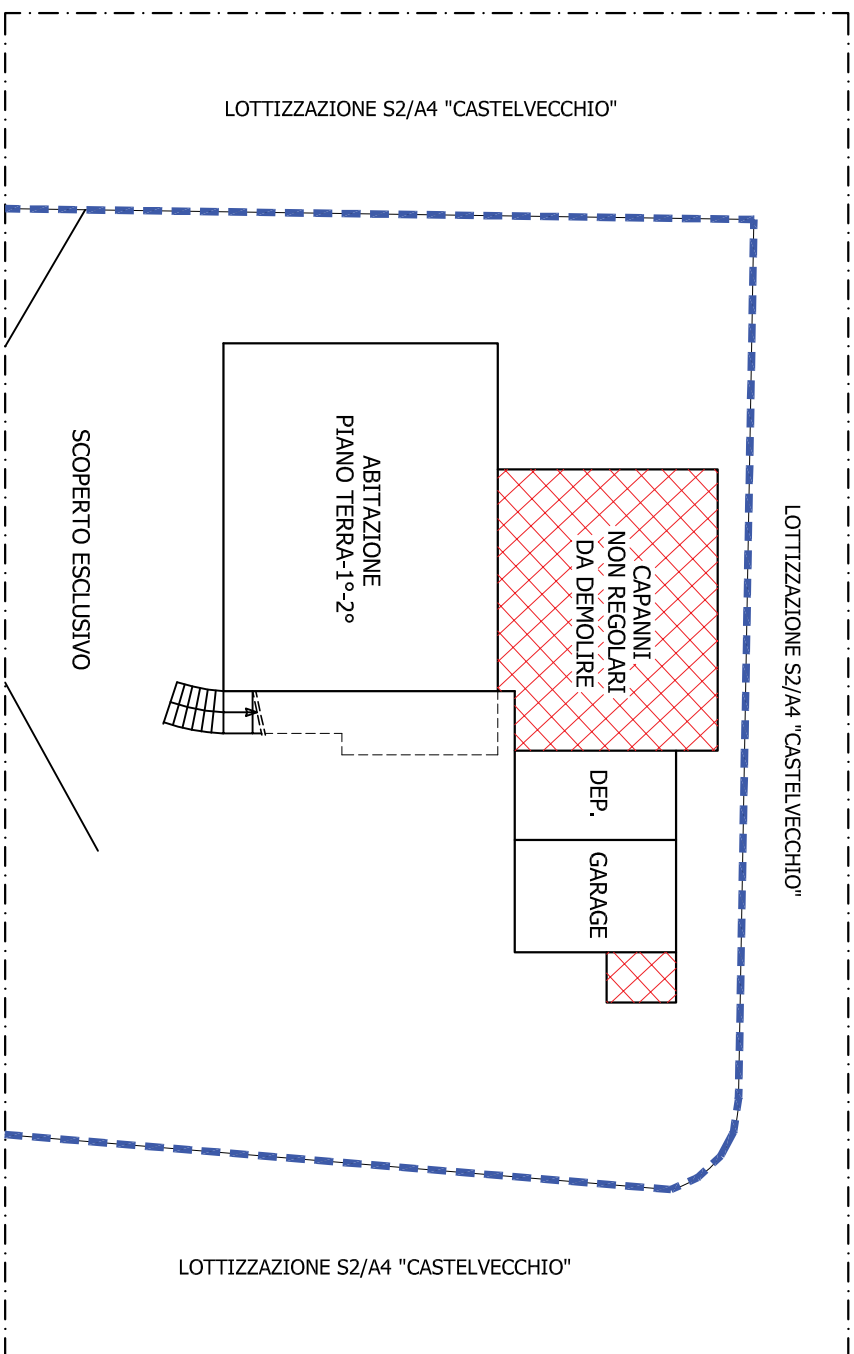 LOTTIZZAZIONE S2/A4 "CASTELVECCHIO"
LOTTIZZAZIONE S2/A4 "CASTELVECCHIO"
CAPANNI
NON REGOLARI
DA DEMOLIRE
ABITAZIONE
PIANO TERRA-1°-2°
SCOPERTO ESCLUSIVO
DEP.
GARAGE
LOTTIZZAZIONE S2/A4 "CASTELVECCHIO"